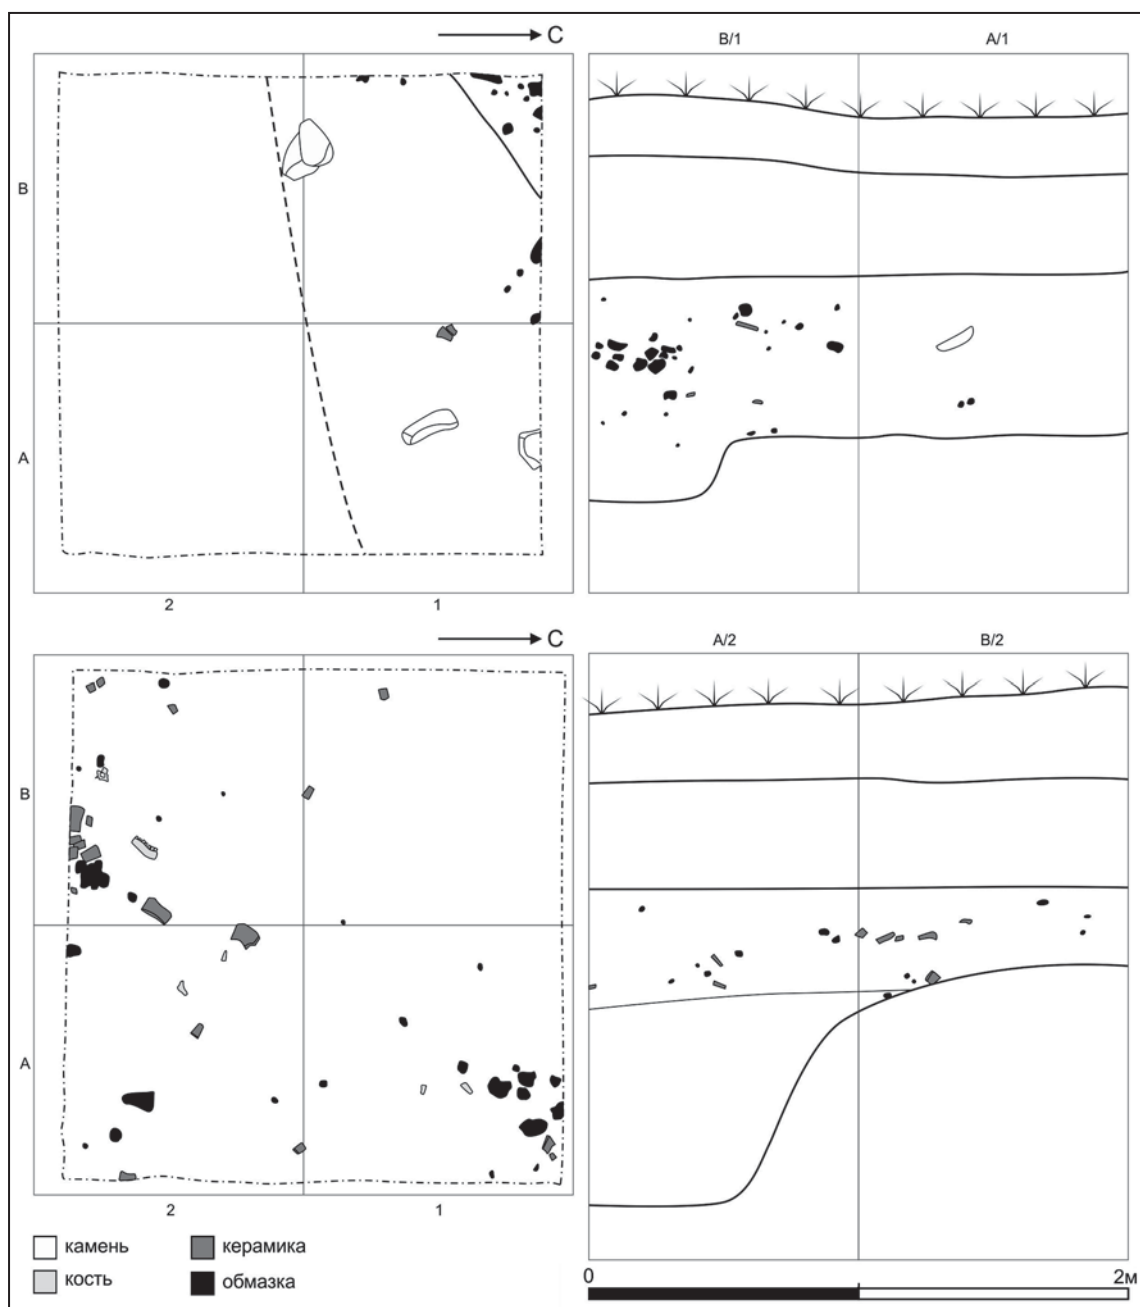 С
В/1 А/1
В
А
2 1
С
А/2 В/2
В
А
2 1
камень керамика
кость обмазка
0 2м